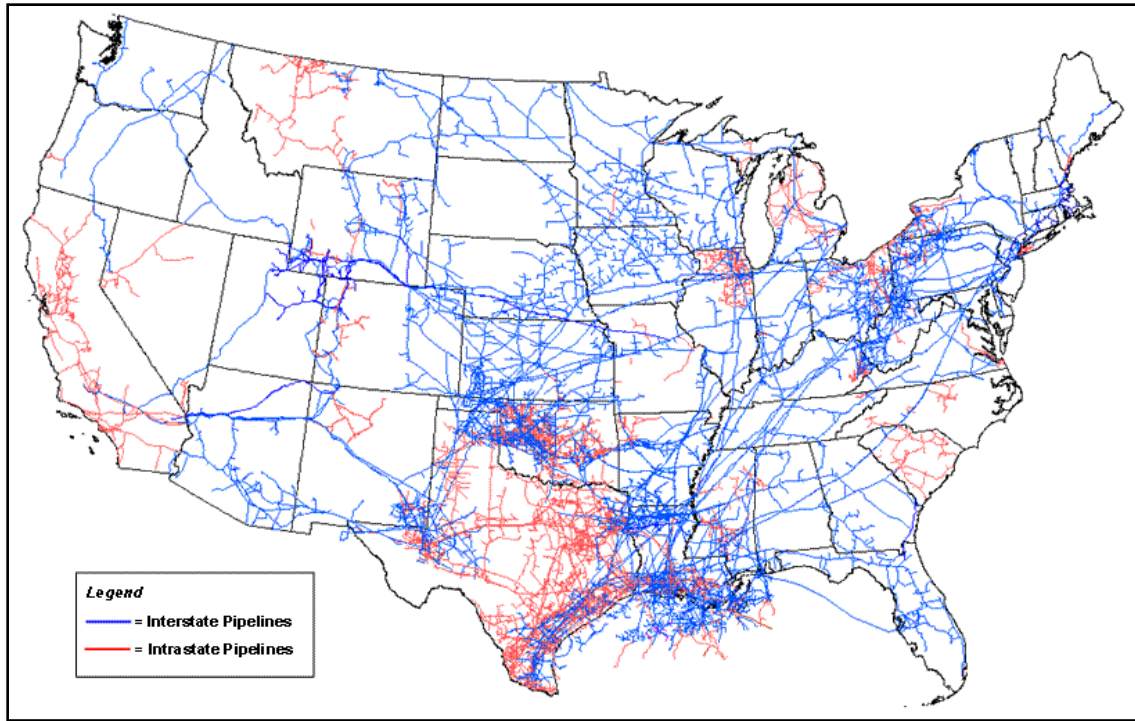 Legend
= Interstate Pipelines
= Intrastate Pipelines